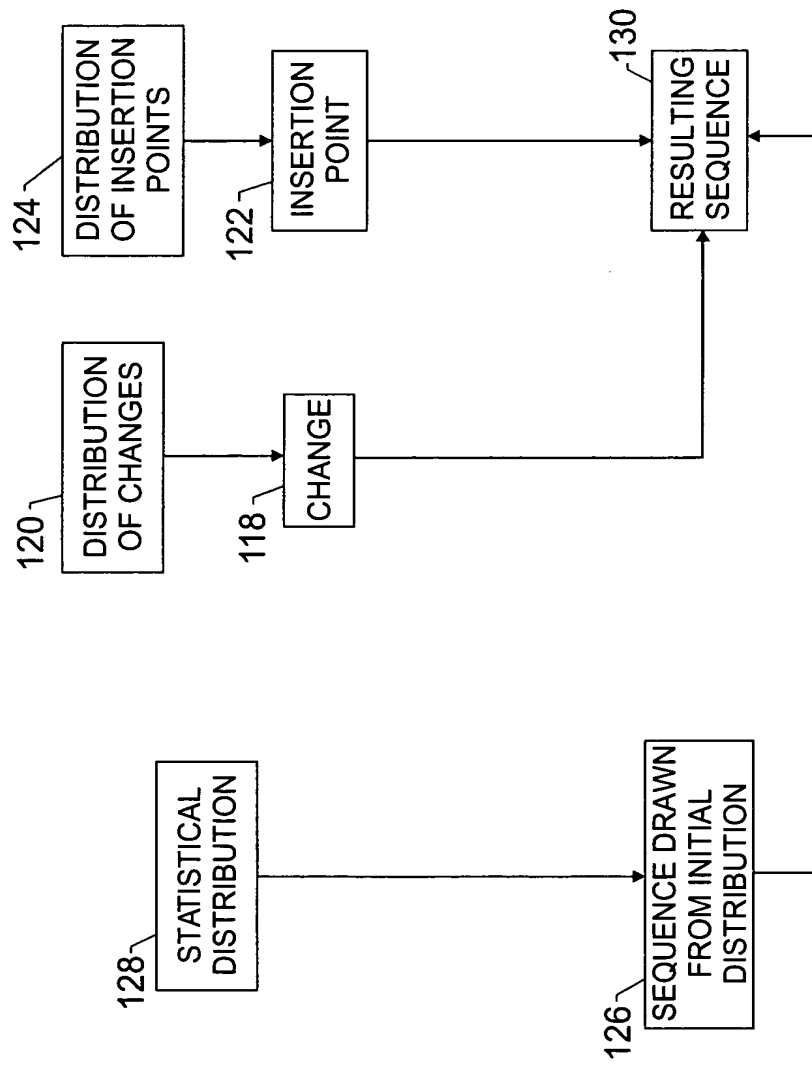 124
DISTRIBUTION
OF INSERTION
POINTS
122
INSERTION
POINT
130
RESULTING
SEQUENCE
120
DISTRIBUTION
OF CHANGES
118
CHANGE
128
STATISTICAL
DISTRIBUTION
126
SEQUENCE DRAWN
FROM INITIAL
DISTRIBUTION